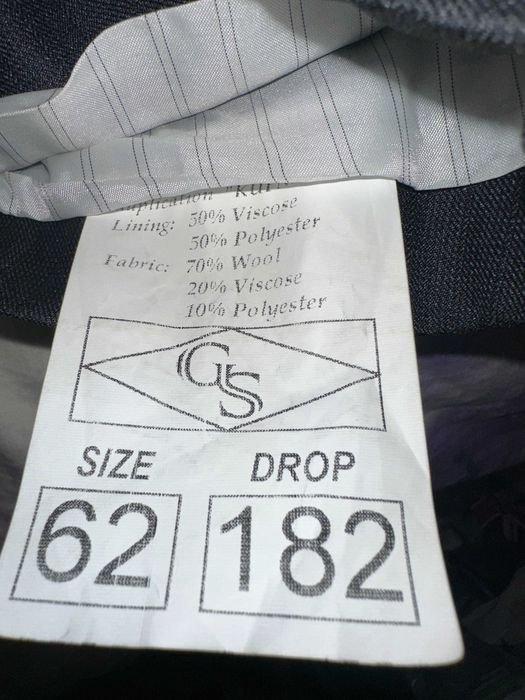 Lining: 50% Viscose
50% Polyester
Fabric: 70% Wool
20% Viscose
10% Polyester
GS
SIZE DROP
62 182